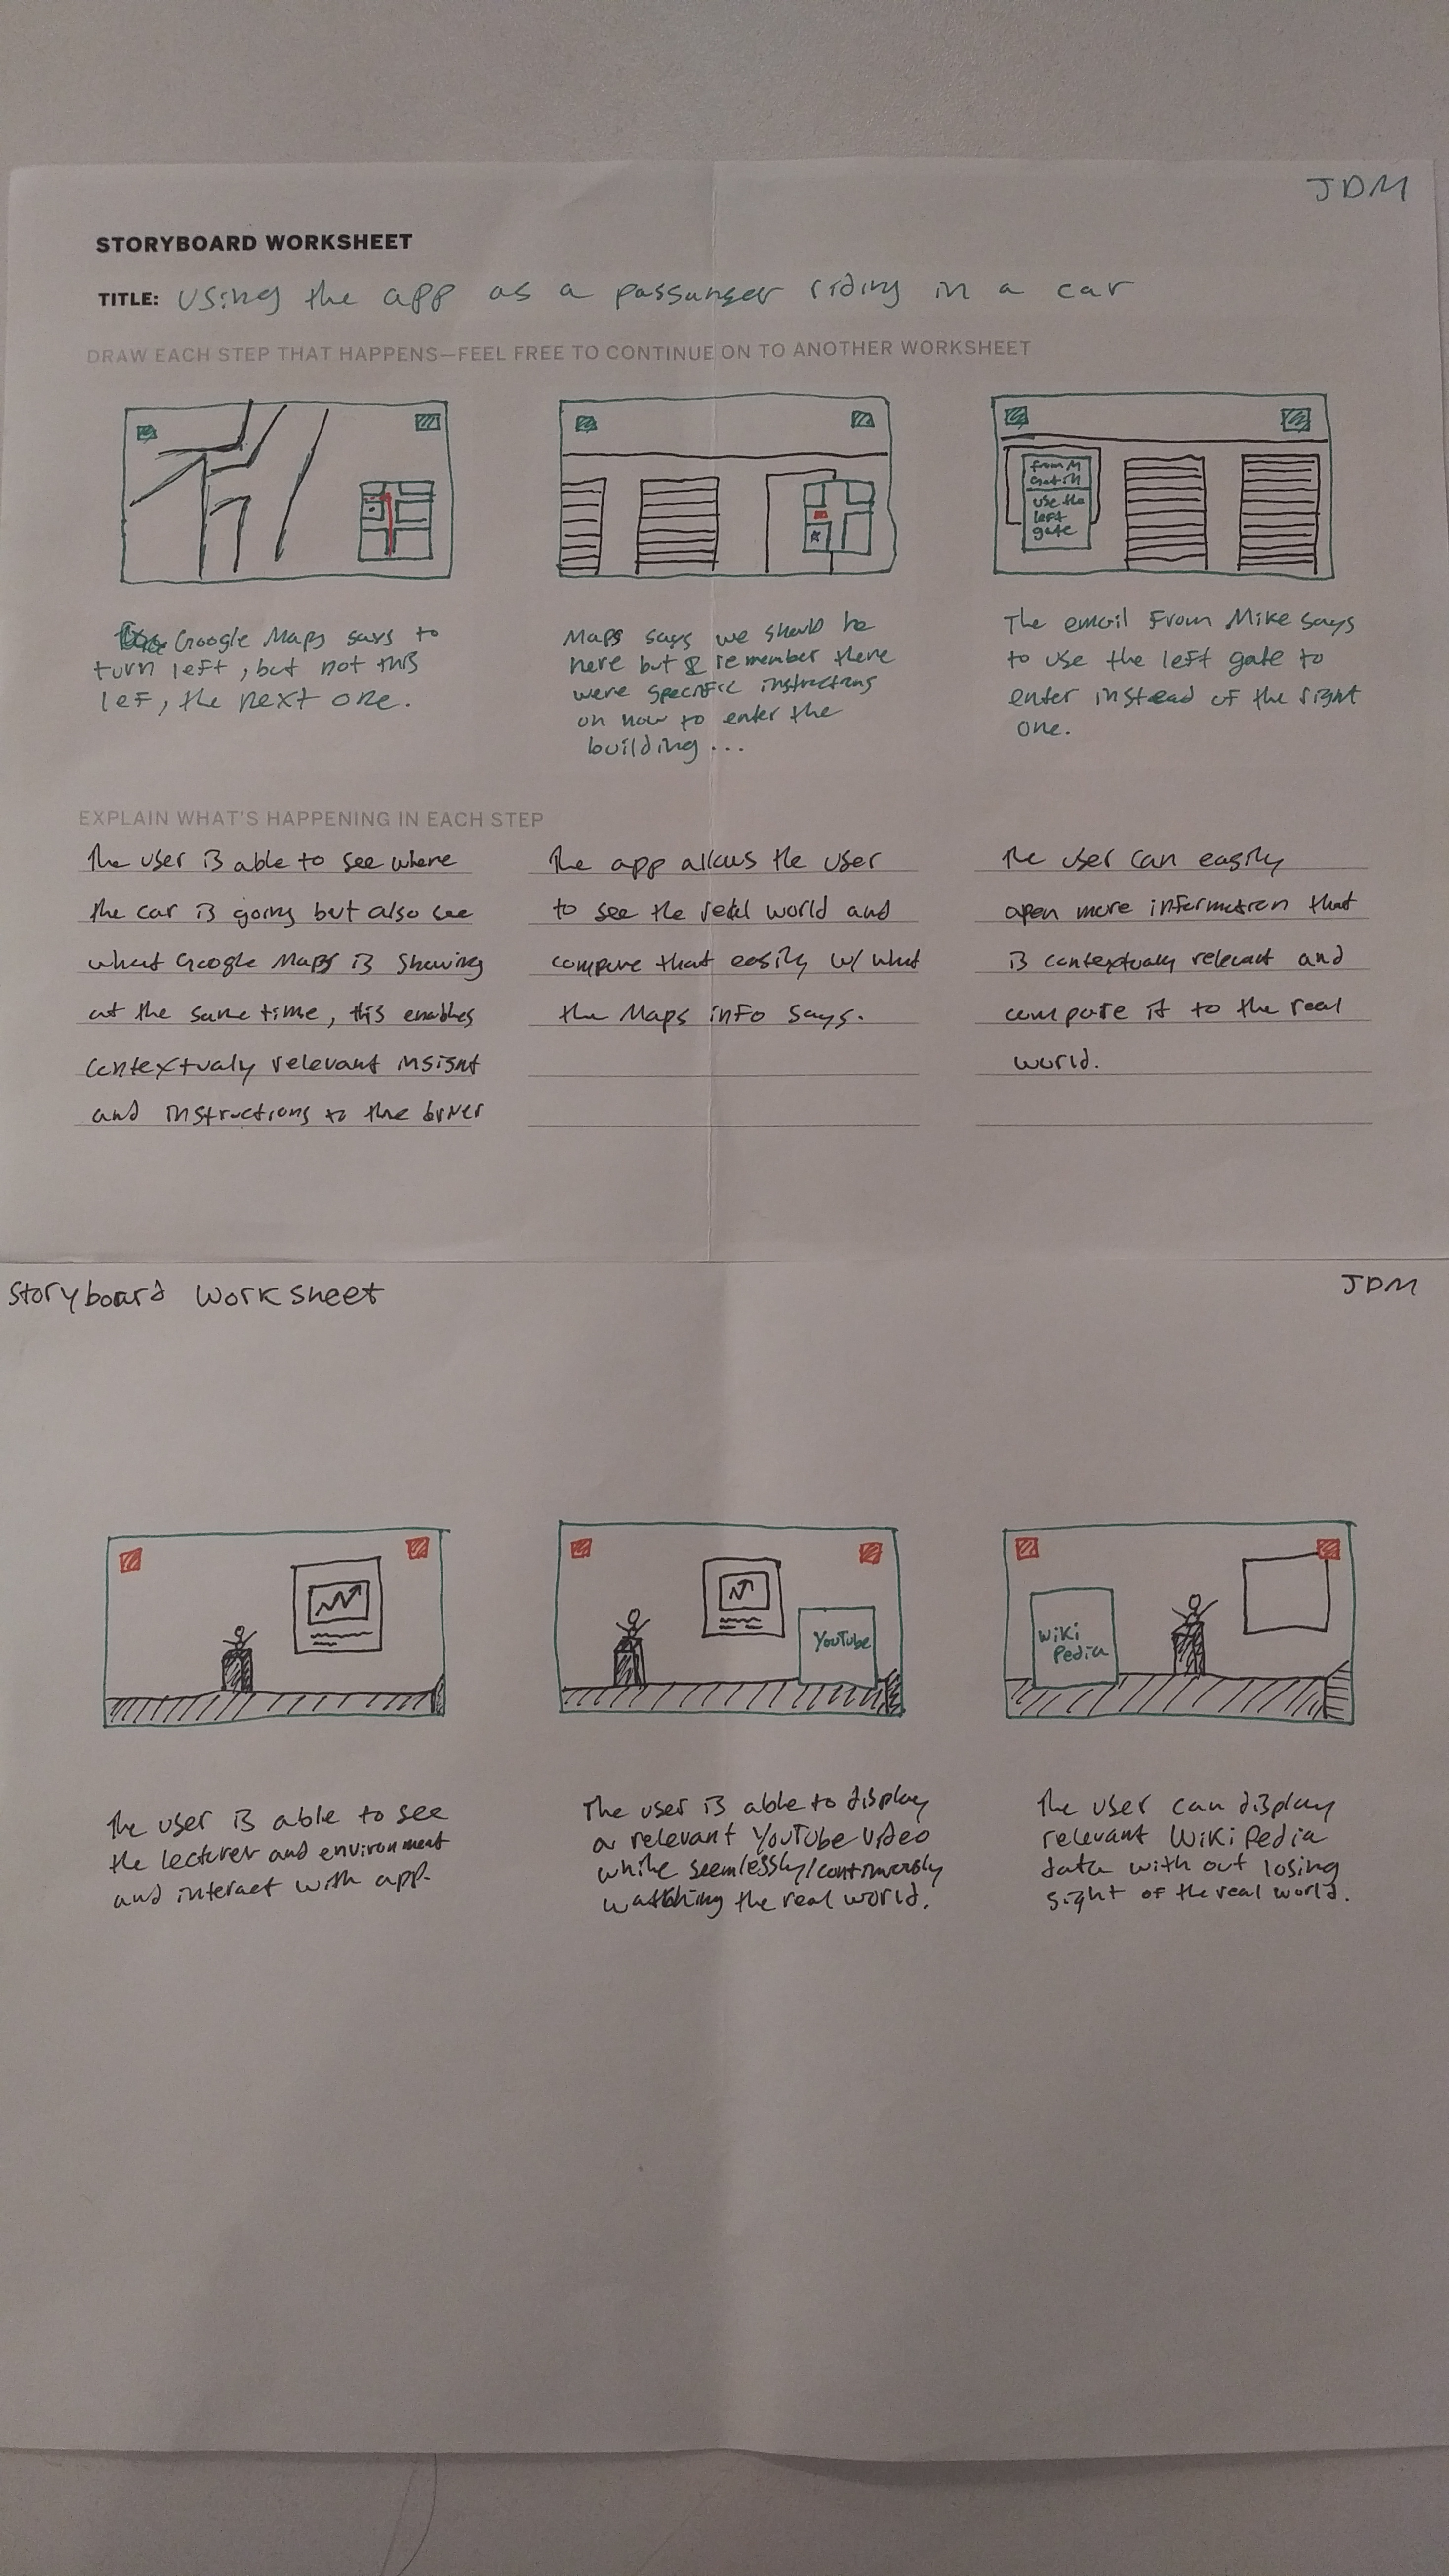 JDM
STORYBOARD WORKSHEET
TITLE: Using the app as a passanger riding in a car
DRAW EACH STEP THAT HAPPENS—FEEL FREE TO CONTINUE ON TO ANOTHER WORKSHEET
from M
use the
left
gate
Google Maps says to
turn left, but not this
lef, the next one.
Maps says we should be
here but I remember there
were specific instructions
on how to enter the
building...
The email From Mike says
to use the left gate to
enter instead of the right
one.
EXPLAIN WHAT'S HAPPENING IN EACH STEP
The user is able to see where
the car is going but also see
what Google Maps is showing
at the same time, this enables
contextualy relevant insight
and instructions to the driver
The app allows the user
to see the real world and
compare that easily w/ what
the Maps info says.
The user can easily
open more information that
is contextualy relevant and
compare it to the real
world.
Storyboard Worksheet
JDM
YouTube
Wiki
Pedia
The user is able to see
the lecturer and environment
and interact with app.
The user is able to display
a relevant YouTube video
while seemlessly/continuously
watching the real world.
The user can display
relevant Wikipedia
data with out losing
sight of the real world.